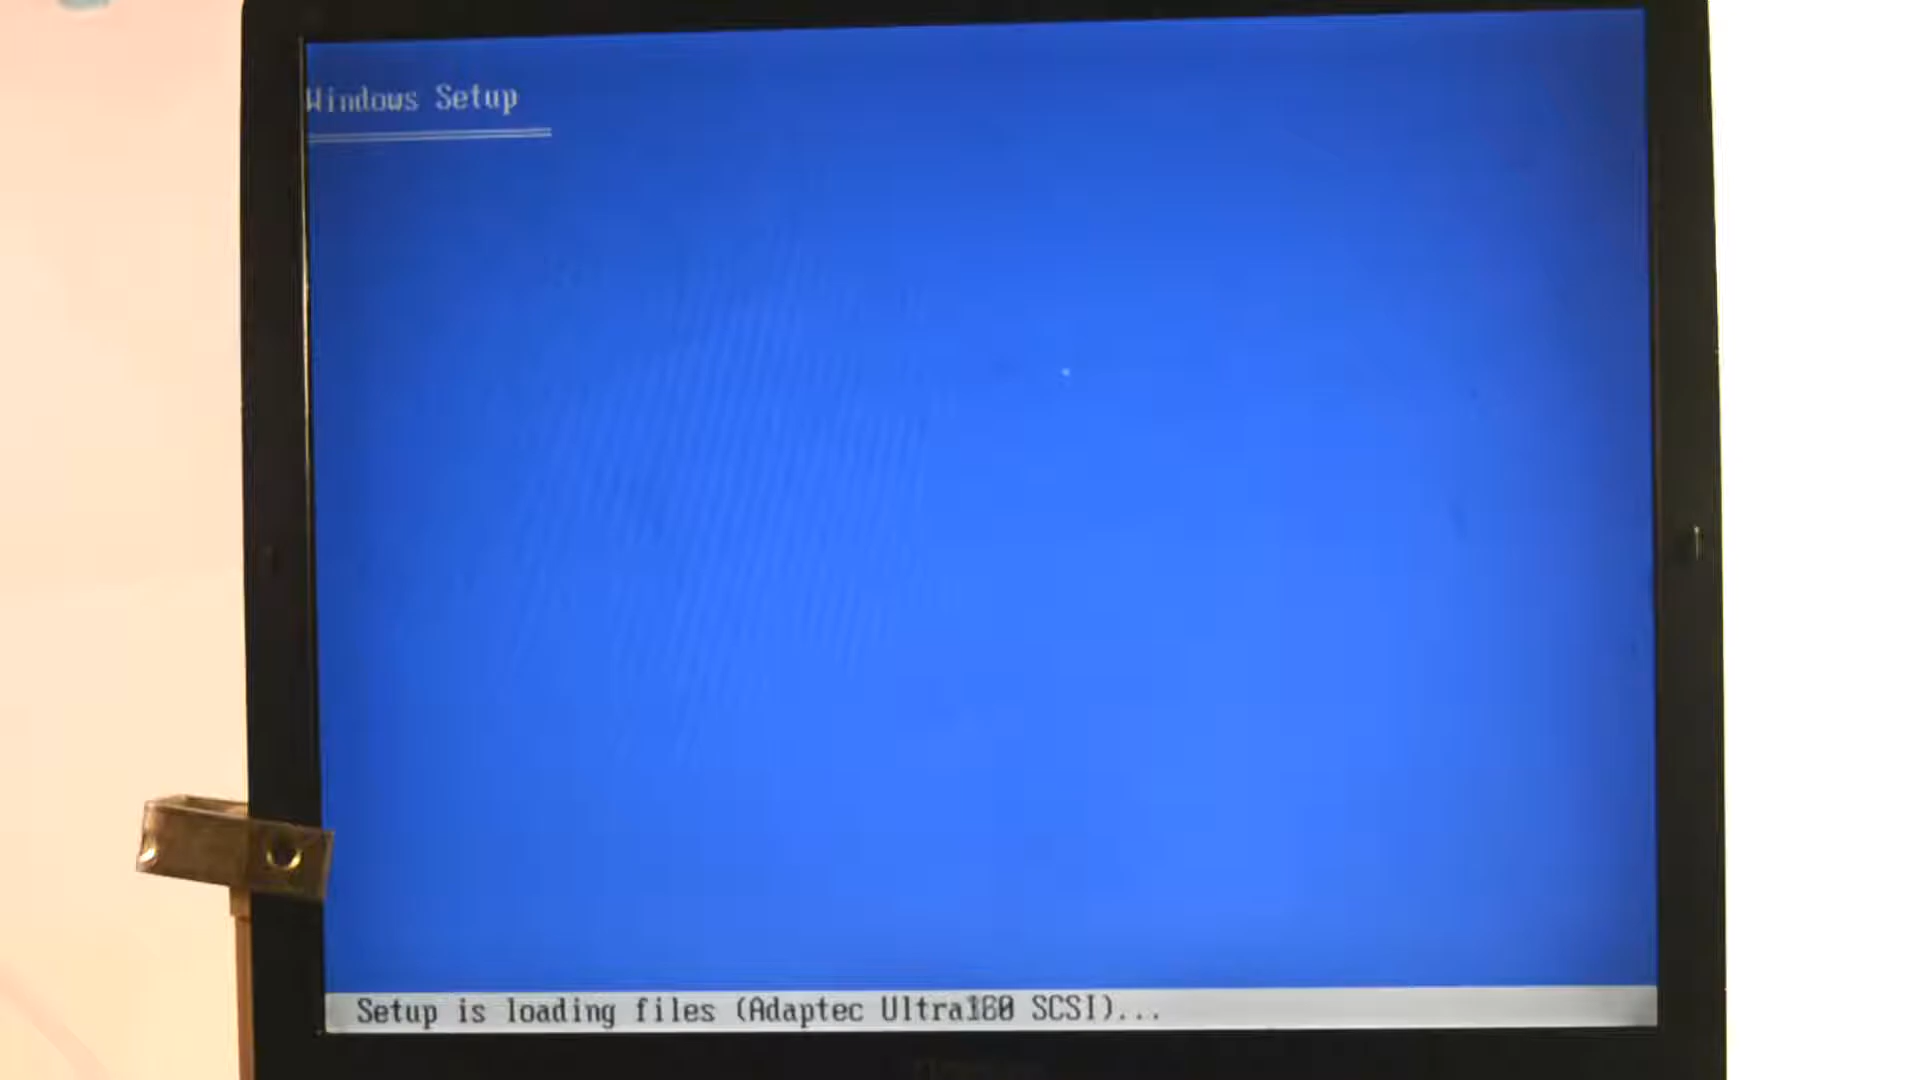 Windows Setup
Setup is loading files (Adaptec Ultra160 SCSI)...